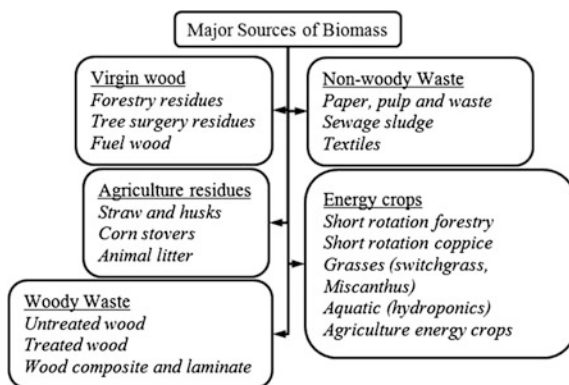 Major Sources of Biomass
Virgin wood
Forestry residues
Tree surgery residues
Fuel wood
Non-woody Waste
Paper, pulp and waste
Sewage sludge
Textiles
Agriculture residues
Straw and husks
Corn stovers
Animal litter
Energy crops
Short rotation forestry
Short rotation coppice
Grasses (switchgrass,
Miscanthus)
Aquatic (hydroponics)
Agriculture energy crops
Woody Waste
Untreated wood
Treated wood
Wood composite and laminate